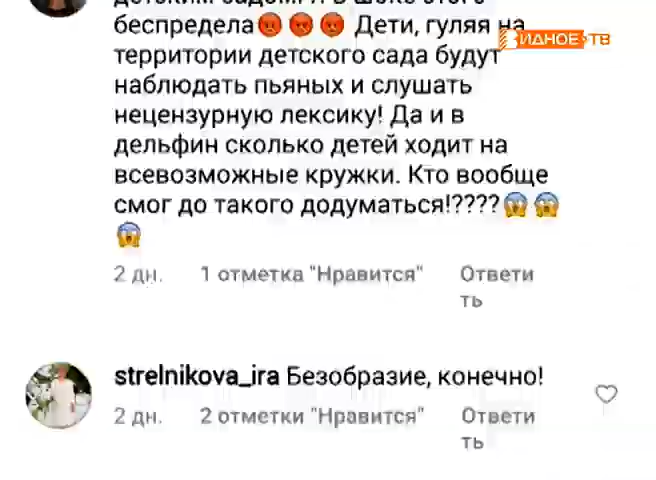 беспредела😡😡😡 Дети, гуляя на
ВИДНОЕ ТВ
территории детского сада будут
наблюдать пьяных и слушать
нецензурную лексику! Да и в
дельфин сколько детей ходит на
всевозможные кружки. Кто вообще
смог до такого додуматься!????😱😱
😱
2 дн. 1 отметка "Нравится" Ответи
ть
strelnikova_ira Безобразие, конечно!
2 дн. 2 отметки "Нравится" Ответи
ть